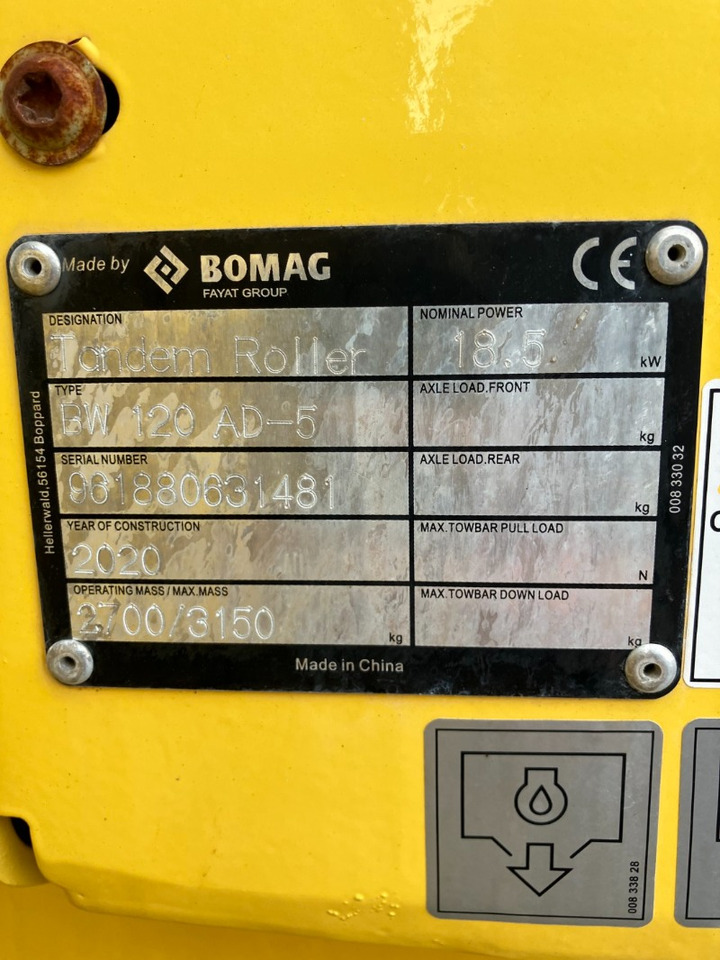 Made by BOMAG CE
FAYAT GROUP
DESIGNATION
Tandem Roller
NOMINAL POWER
18.5 kW
TYPE
BW 120 AD-5
AXLE LOAD.FRONT
kg
SERIAL NUMBER
961880631481
AXLE LOAD.REAR
kg
YEAR OF CONSTRUCTION
2020
MAX.TOWBAR PULL LOAD
N
OPERATING MASS / MAX.MASS
2700/3150 kg
MAX.TOWBAR DOWN LOAD
kg
Hellerwald,56154 Boppard
008 330 32
Made in China
008 338 28